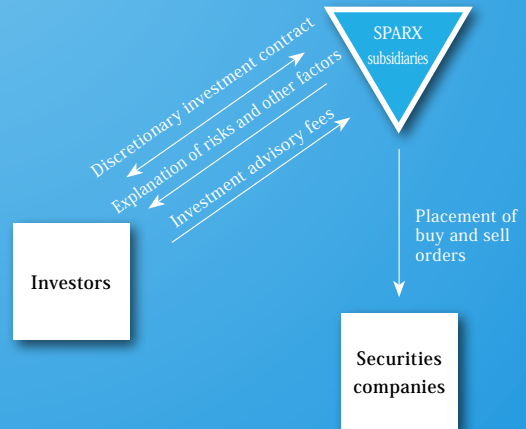 SPARX
subsidiaries
Discretionary investment contract
Explanation of risks and other factors
Investment advisory fees
Placement of
buy and sell
orders
Investors
Securities
companies